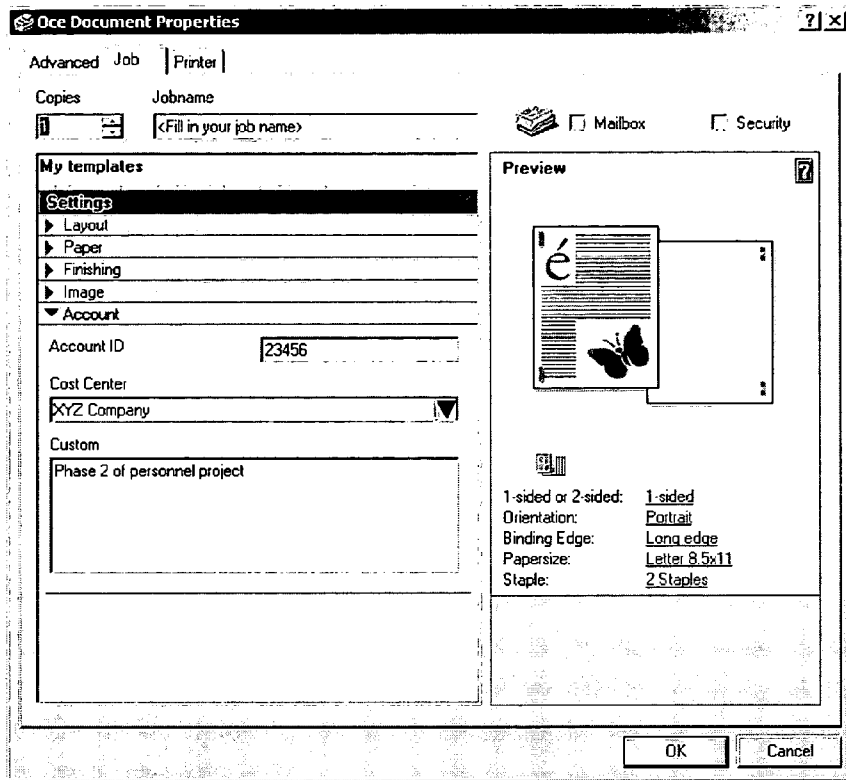 Oce Document Properties
Advanced Job Printer
Copies Jobname
1 <Fill in your job name> Mailbox Security
My templates
Settings
Layout
Paper
Finishing
Image
Account
Account ID 23456
Cost Center
XYZ Company
Custom
Phase 2 of personnel project
Preview
é
1-sided or 2-sided: 1-sided
Orientation: Portrait
Binding Edge: Long edge
Papersize: Letter 8.5x11
Staple: 2 Staples
OK Cancel